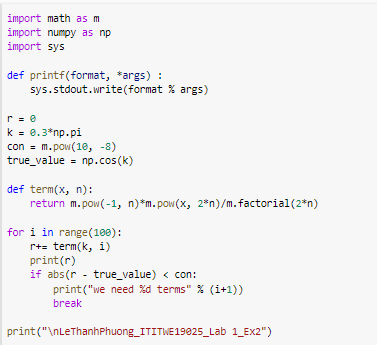 import math as m
import numpy as np
import sys
def printf(format, *args) :
    sys.stdout.write(format % args)
r = 0
k = 0.3*np.pi
con = m.pow(10, -8)
true_value = np.cos(k)
def term(x, n):
    return m.pow(-1, n)*m.pow(x, 2*n)/m.factorial(2*n)
for i in range(100):
    r+= term(k, i)
    print(r)
    if abs(r - true_value) < con:
        print("we need %d terms" % (i+1))
        break
print("\nLeThanhPhuong_ITITWE19025_Lab 1_Ex2")